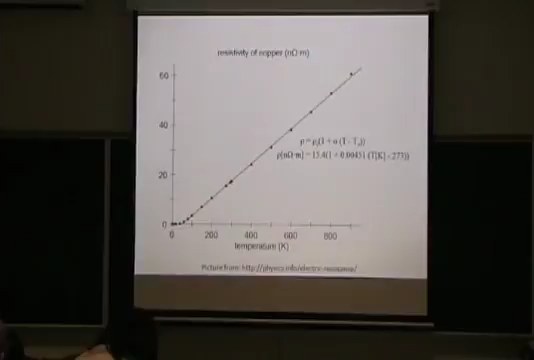 resistivity of copper (nΩ·m)
60
40
20
0
ρ = ρ₀(1 + α (T - T₀))
ρ[nΩ·m] = 15.4(1 + 0.00451 (T[K] - 273))
0 200 400 600 800
temperature (K)
Picture from: http://physics.info/electric-resistance/